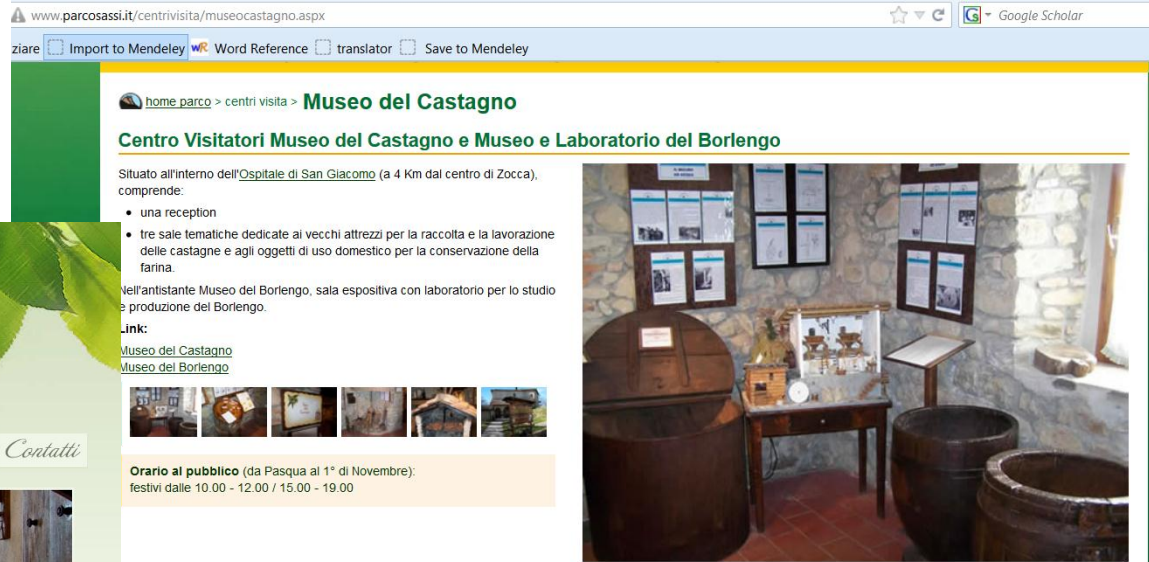 www.parcosassi.it/centrivisita/museocastagno.aspx
Google Scholar
ziare Import to Mendeley WR Word Reference translator Save to Mendeley
home parco > centri visita > Museo del Castagno
Centro Visitatori Museo del Castagno e Museo e Laboratorio del Borlengo
Situato all'interno dell'Ospitale di San Giacomo (a 4 Km dal centro di Zocca),
comprende:
• una reception
• tre sale tematiche dedicate ai vecchi attrezzi per la raccolta e la lavorazione
delle castagne e agli oggetti di uso domestico per la conservazione della
farina.
Nell'antistante Museo del Borlengo, sala espositiva con laboratorio per lo studio
e produzione del Borlengo.
Link:
Museo del Castagno
Museo del Borlengo
Contatti
Orario al pubblico (da Pasqua al 1° di Novembre):
festivi dalle 10.00 - 12.00 / 15.00 - 19.00